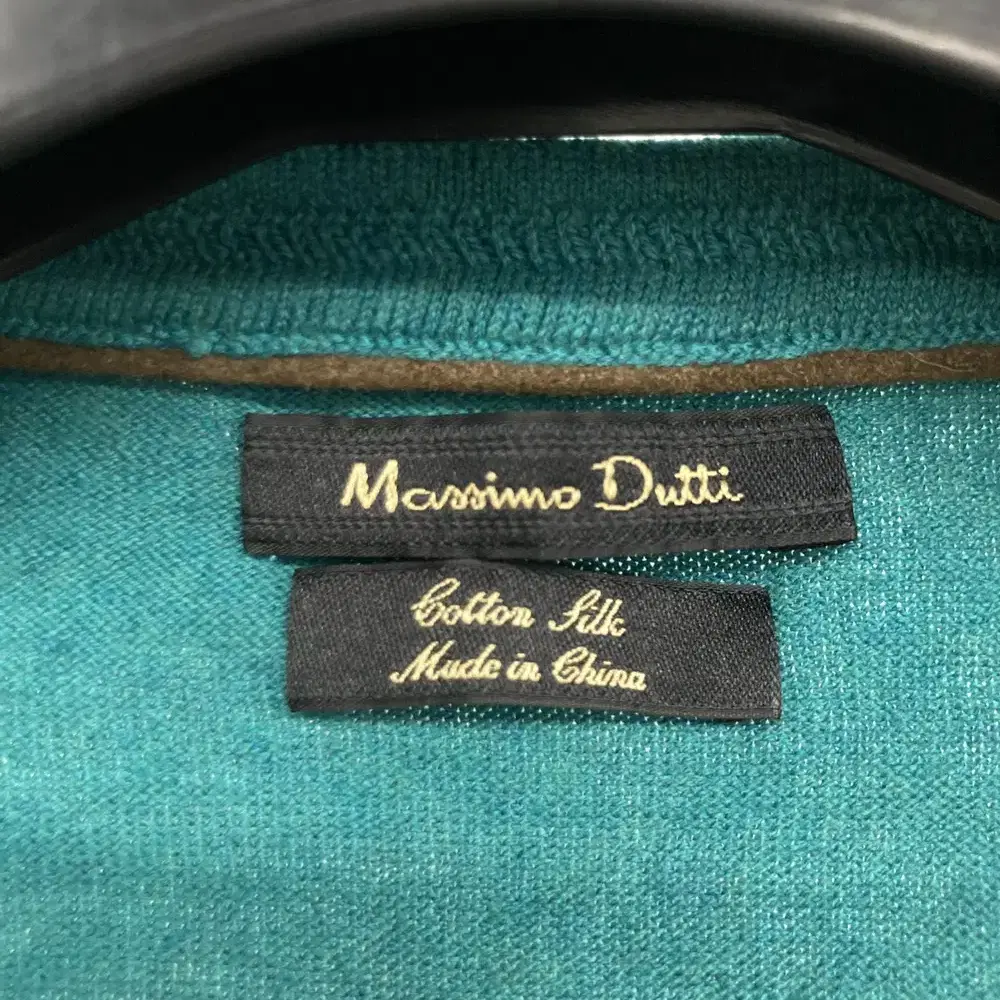 Massimo Dutti
Cotton Silk
Made in China